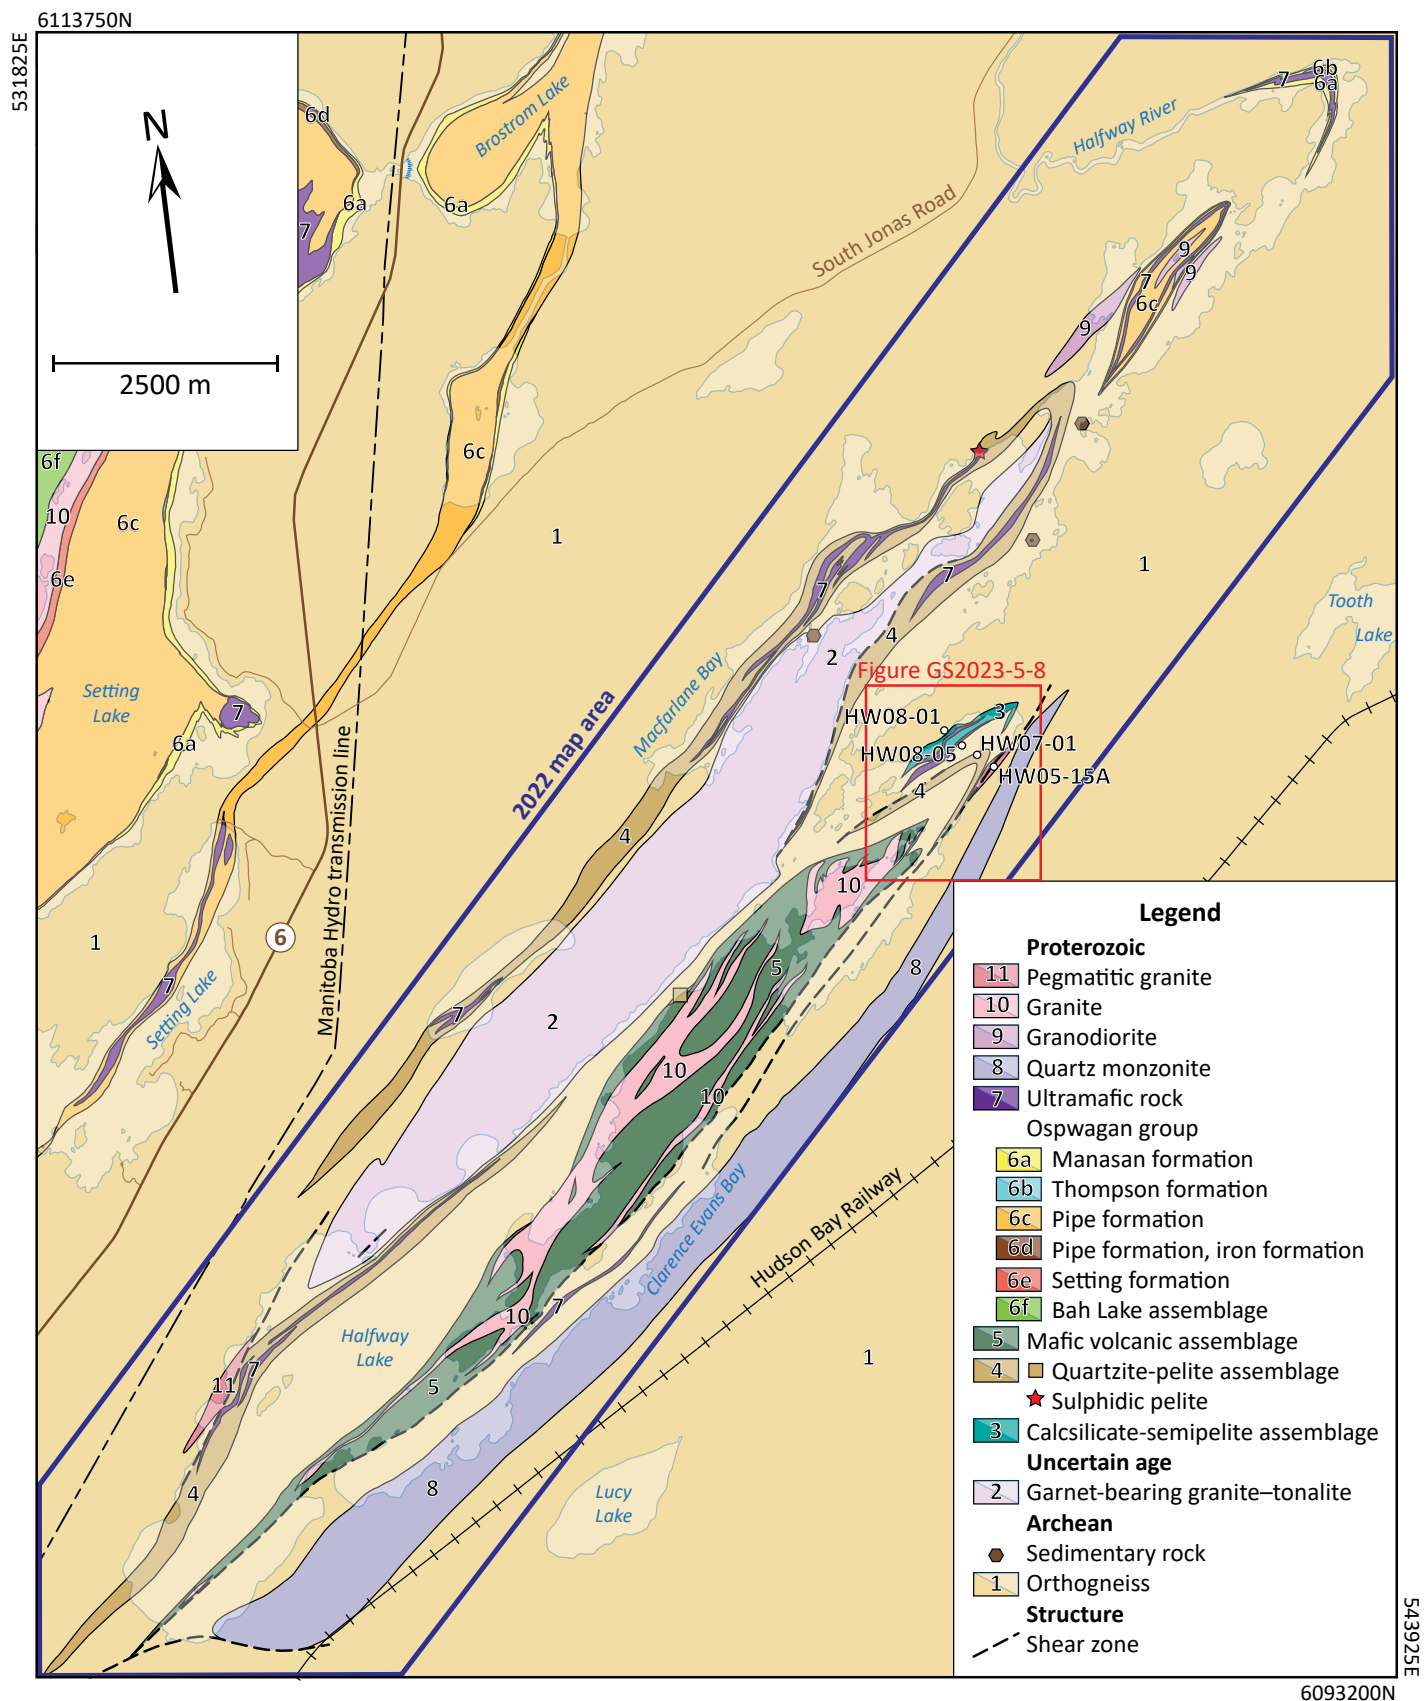 6113750N
531825E
N
2500 m
6d
6a
7
Brostrom Lake
6a
South Jonas Road
Halfway River
7
6b
6a
9
9
7
6c
9
6f
10
6c
6e
6c
1
1
Tooth
Lake
7
7
4
2
Setting
Lake
7
6a
Macfarlane Bay
2022 map area
Figure GS2023-5-8
HW08-01
3
HW07-01
HW08-05
HW05-15A
4
4
10
Manitoba Hydro transmission line
6
1
7
Setting Lake
7
2
5
8
10
10
Clarence Evans Bay
Hudson Bay Railway
7
10
Halfway
Lake
7
11
5
1
4
8
Lucy
Lake
Legend
Proterozoic
11 Pegmatitic granite
10 Granite
9 Granodiorite
8 Quartz monzonite
7 Ultramafic rock
Ospwagan group
6a Manasan formation
6b Thompson formation
6c Pipe formation
6d Pipe formation, iron formation
6e Setting formation
6f Bah Lake assemblage
5 Mafic volcanic assemblage
4 Quartzite-pelite assemblage
Sulphidic pelite
3 Calcsilicate-semipelite assemblage
Uncertain age
2 Garnet-bearing granite–tonalite
Archean
Sedimentary rock
1 Orthogneiss
Structure
Shear zone
543925E
6093200N